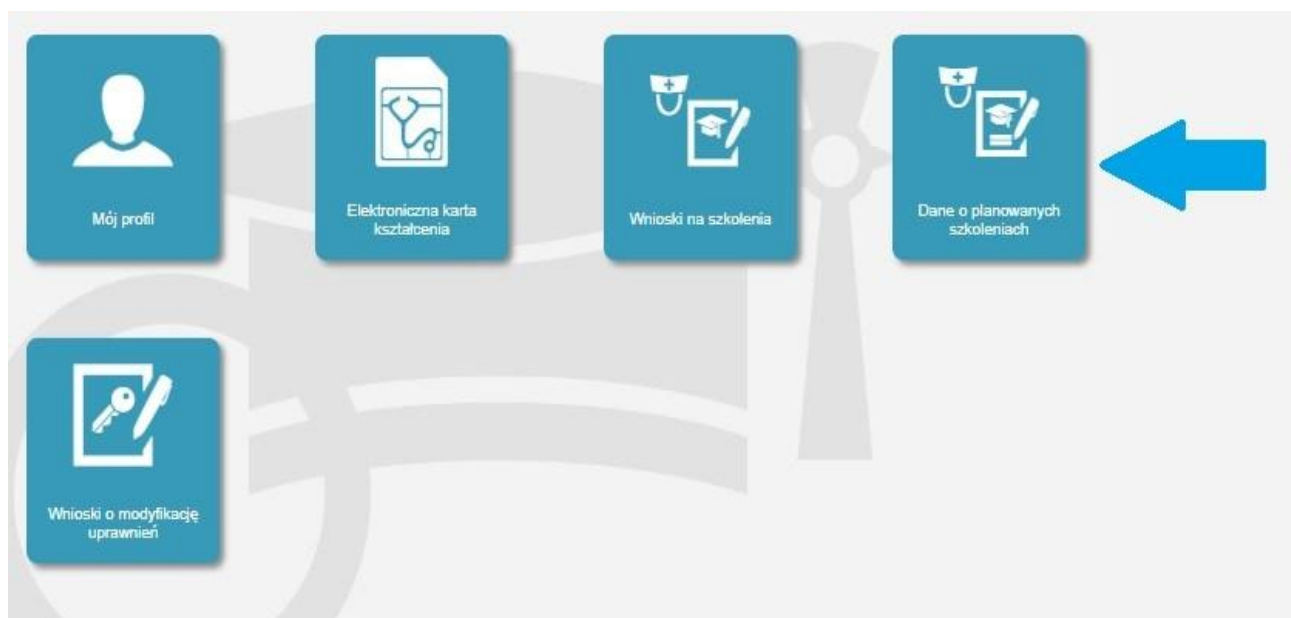 Mój profil
Elektroniczna karta
kształcenia
Wnioski na szkolenia
Dane o planowanych
szkoleniach
Wnioski o modyfikację
uprawnień